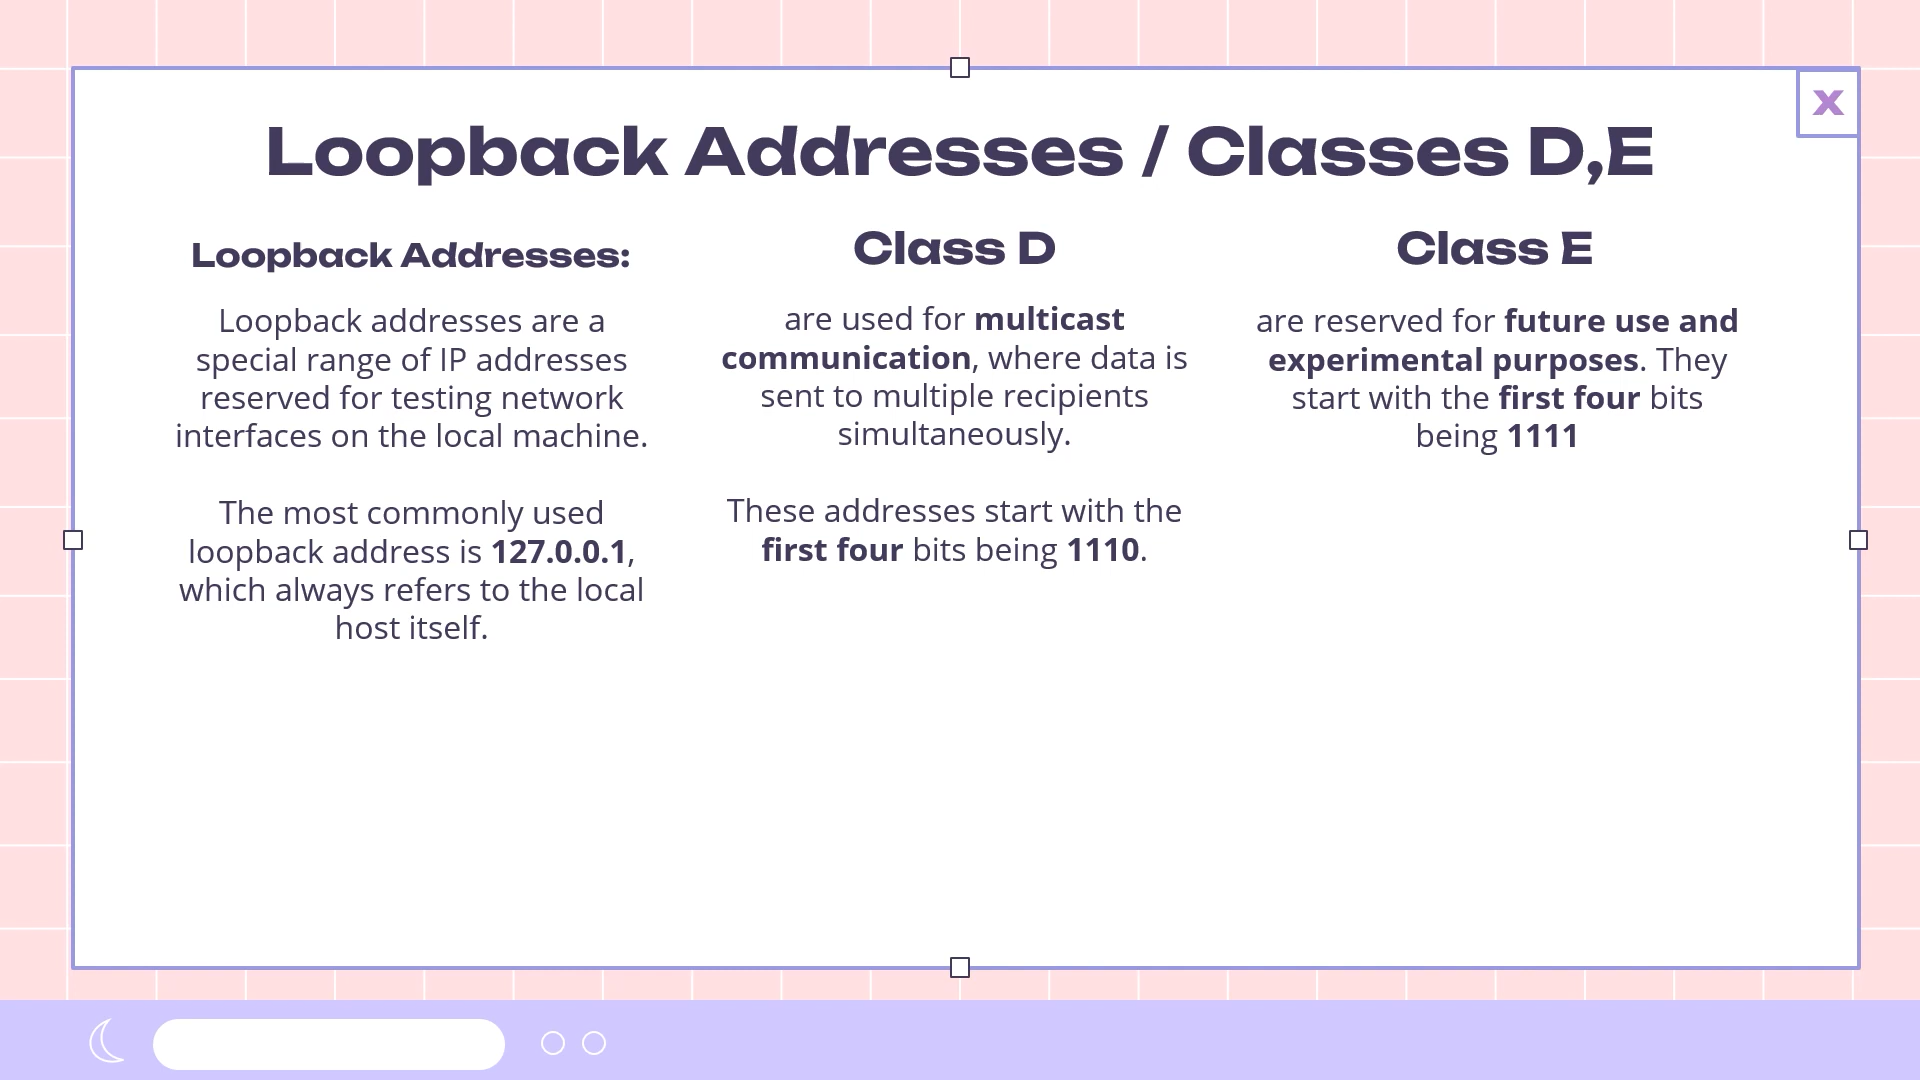 X
Loopback Addresses / Classes D,E
Loopback Addresses:
Loopback addresses are a
special range of IP addresses
reserved for testing network
interfaces on the local machine.
The most commonly used
loopback address is 127.0.0.1,
which always refers to the local
host itself.
Class D
are used for multicast
communication, where data is
sent to multiple recipients
simultaneously.
These addresses start with the
first four bits being 1110.
Class E
are reserved for future use and
experimental purposes. They
start with the first four bits
being 1111